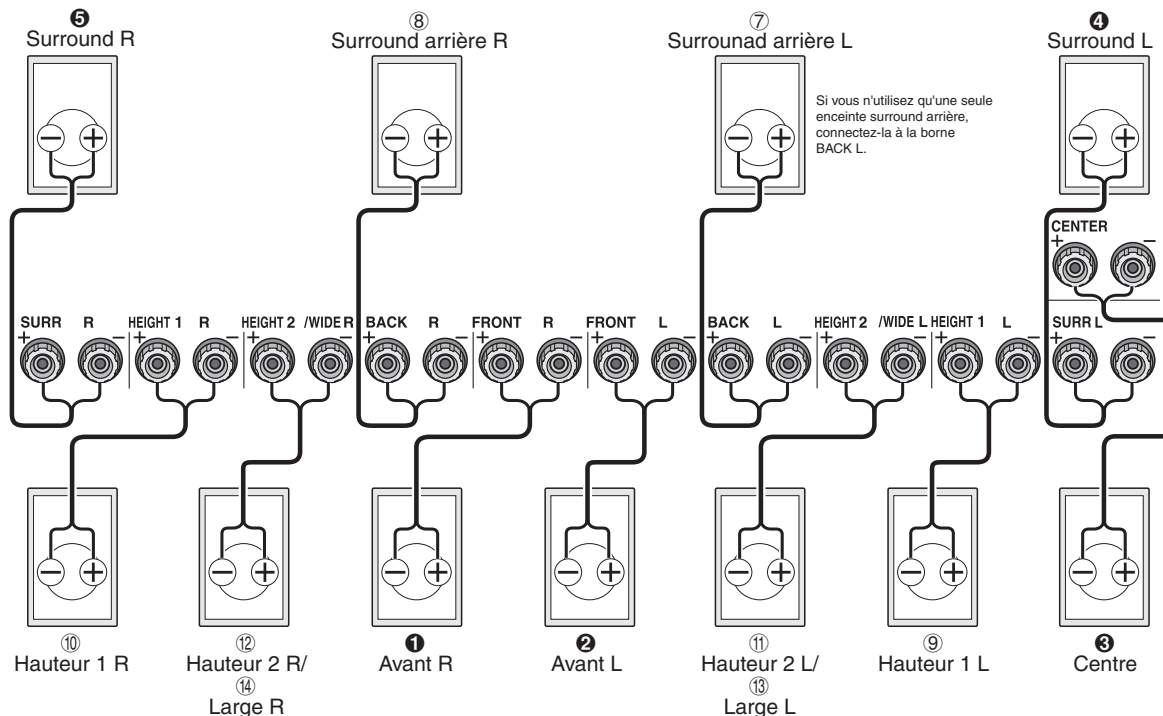 ❺
Surround R
⑧
Surround arrière R
⑦
Surrounad arrière L
❹
Surround L
Si vous n'utilisez qu'une seule
enceinte surround arrière,
connectez-la à la borne
BACK L.
CENTER
+ −
SURR R
+ −
HEIGHT 1 R
+ −
HEIGHT 2 /WIDE R
+ −
BACK R
+ −
FRONT R
+ −
FRONT L
+ −
BACK L
+ −
HEIGHT 2 /WIDE L
+ −
HEIGHT 1 L
+ −
SURR L
+ −
⑩
Hauteur 1 R
⑫
Hauteur 2 R/
⑭
Large R
❶
Avant R
❷
Avant L
⑪
Hauteur 2 L/
⑬
Large L
⑨
Hauteur 1 L
❸
Centre